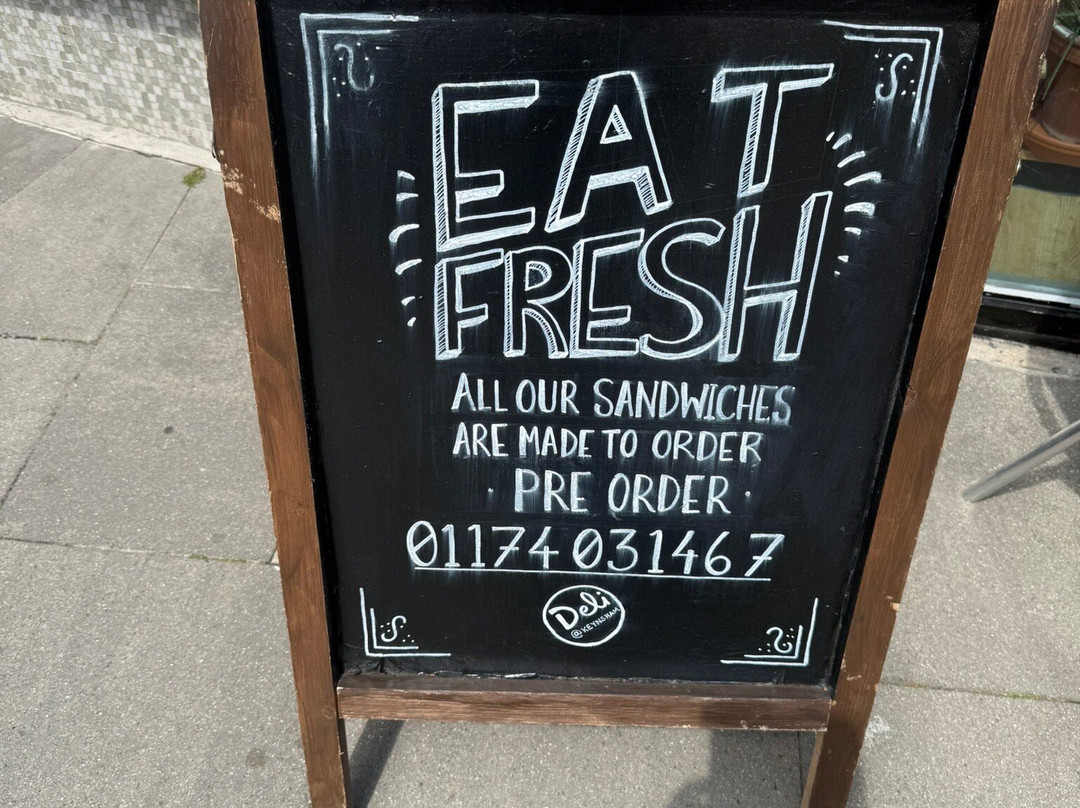 EAT
FRESH
ALL OUR SANDWICHES
ARE MADE TO ORDER
· PRE ORDER ·
01174 031467
Deli
@KEYNSHAM